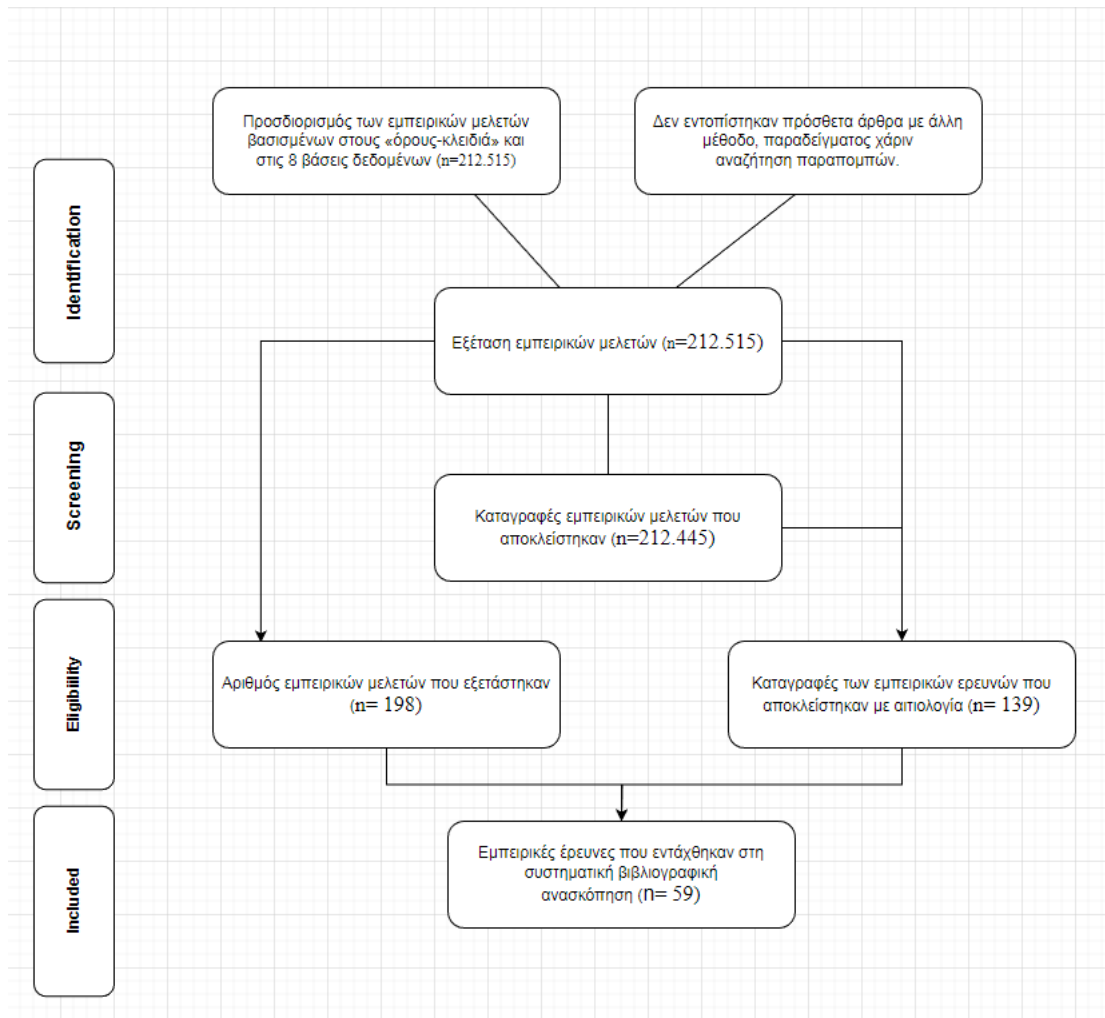 Προσδιορισμός των εμπειρικών μελετών
βασισμένων στους «όρους-κλειδιά» και
στις 8 βάσεις δεδομένων (n=212.515)
Δεν εντοπίστηκαν πρόσθετα άρθρα με άλλη
μέθοδο, παραδείγματος χάριν
αναζήτηση παραπομπών.
Identification
Εξέταση εμπειρικών μελετών (n=212.515)
Screening
Καταγραφές εμπειρικών μελετών που
αποκλείστηκαν (n=212.445)
Eligibiility
Αριθμός εμπειρικών μελετών που εξετάστηκαν
(n= 198)
Καταγραφές των εμπειρικών ερευνών που
αποκλείστηκαν με αιτιολογία (n= 139)
Included
Εμπειρικές έρευνες που εντάχθηκαν στη
συστηματική βιβλιογραφική
ανασκόπηση (n= 59)